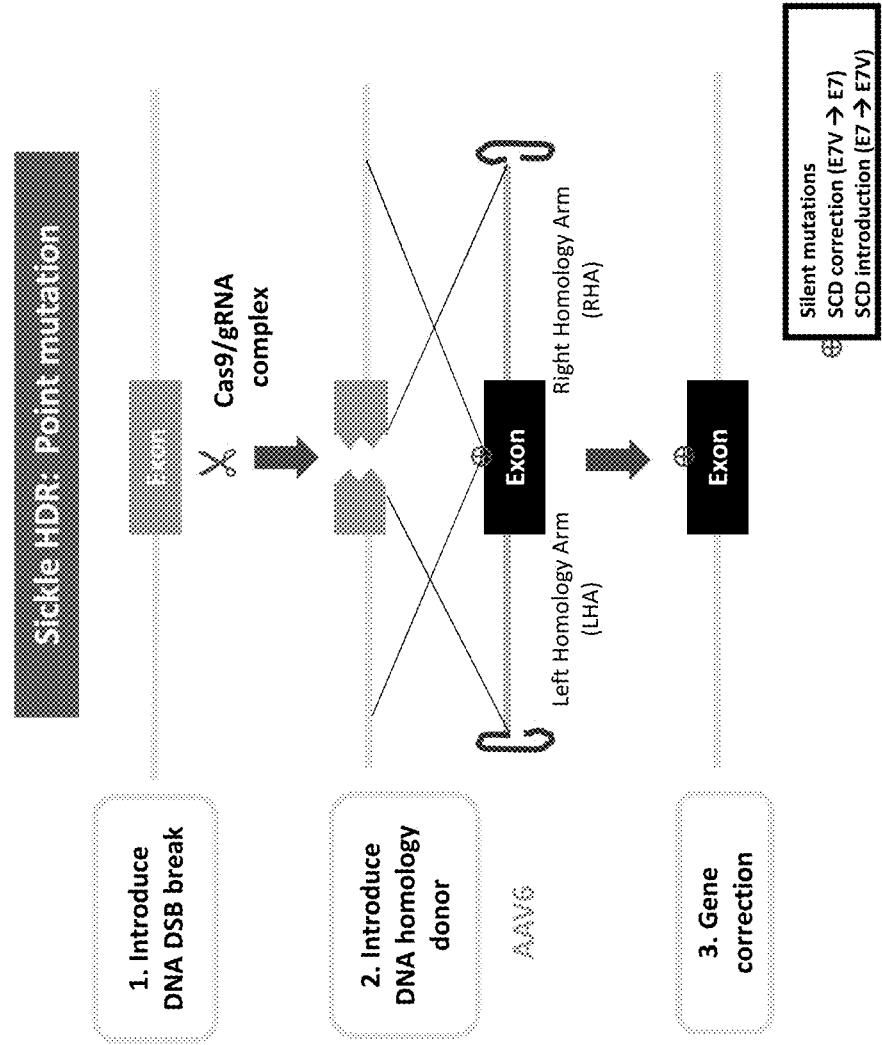 Sickle HDR: Point mutation
1. Introduce
DNA DSB break
Exon
Cas9/gRNA
complex
2. Introduce
DNA homology
donor
AAV6
Exon
Left Homology Arm
(LHA)
Right Homology Arm
(RHA)
3. Gene
correction
Exon
Silent mutations
SCD correction (E7V → E7)
SCD introduction (E7 → E7V)